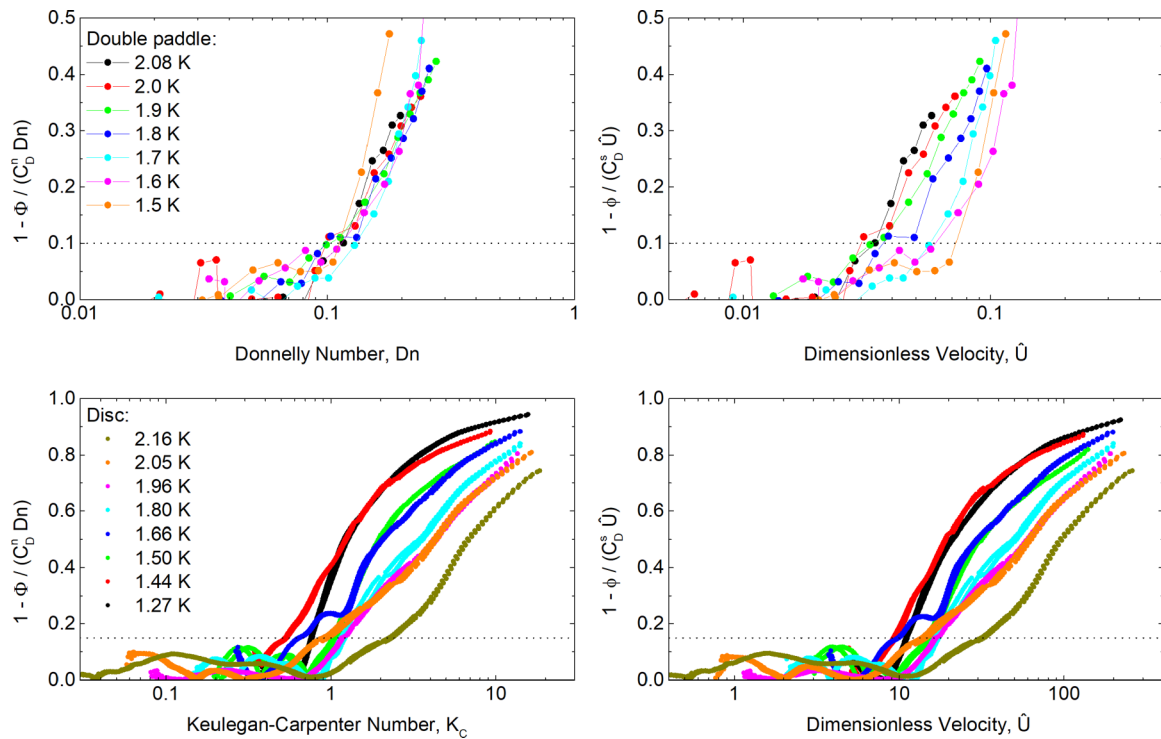 1 - Φ / (C_D^n Dn)
0.5
0.4
0.3
0.2
0.1
0.0
Double paddle:
2.08 K
2.0 K
1.9 K
1.8 K
1.7 K
1.6 K
1.5 K
0.01
0.1
1
Donnelly Number, Dn
1 - ϕ / (C_D^s Û)
0.5
0.4
0.3
0.2
0.1
0.0
0.01
0.1
Dimensionless Velocity, Û
1 - Φ / (C_D^n Dn)
1.0
0.8
0.6
0.4
0.2
0.0
Disc:
2.16 K
2.05 K
1.96 K
1.80 K
1.66 K
1.50 K
1.44 K
1.27 K
0.1
1
10
Keulegan-Carpenter Number, K_C
1 - ϕ / (C_D^s Û)
1.0
0.8
0.6
0.4
0.2
0.0
1
10
100
Dimensionless Velocity, Û